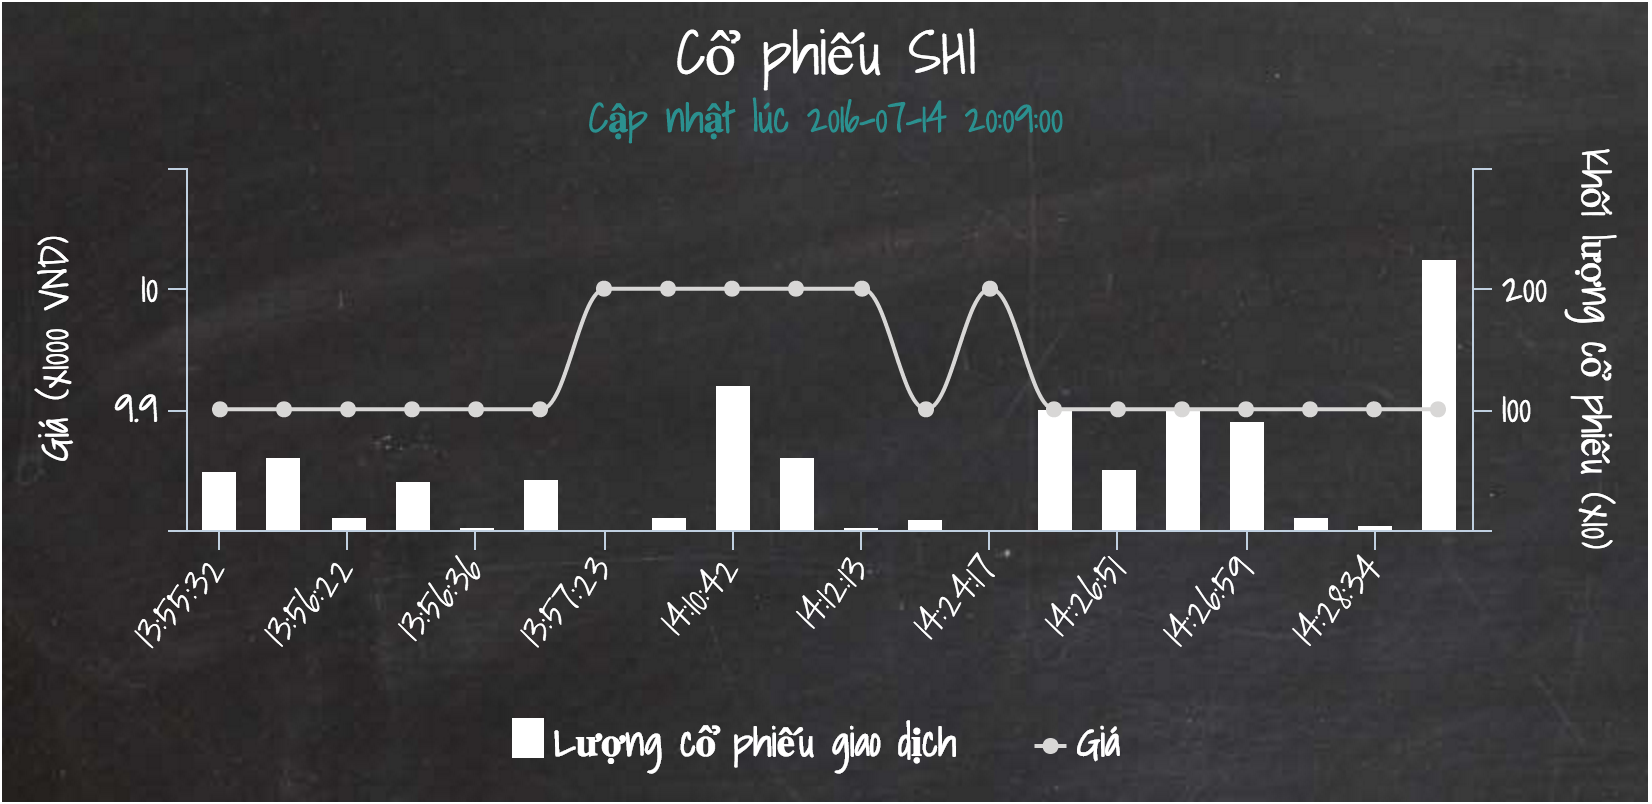 Cổ phiếu SHI
Cập nhật lúc 2016-07-14 20:09:00
Giá (x1000 VND)
10
9.9
200
100
Khối lượng cổ phiếu (x10)
13:55:32
13:56:22
13:56:36
13:57:23
14:10:42
14:12:13
14:24:17
14:26:51
14:26:59
14:28:34
Lượng cổ phiếu giao dịch
Giá